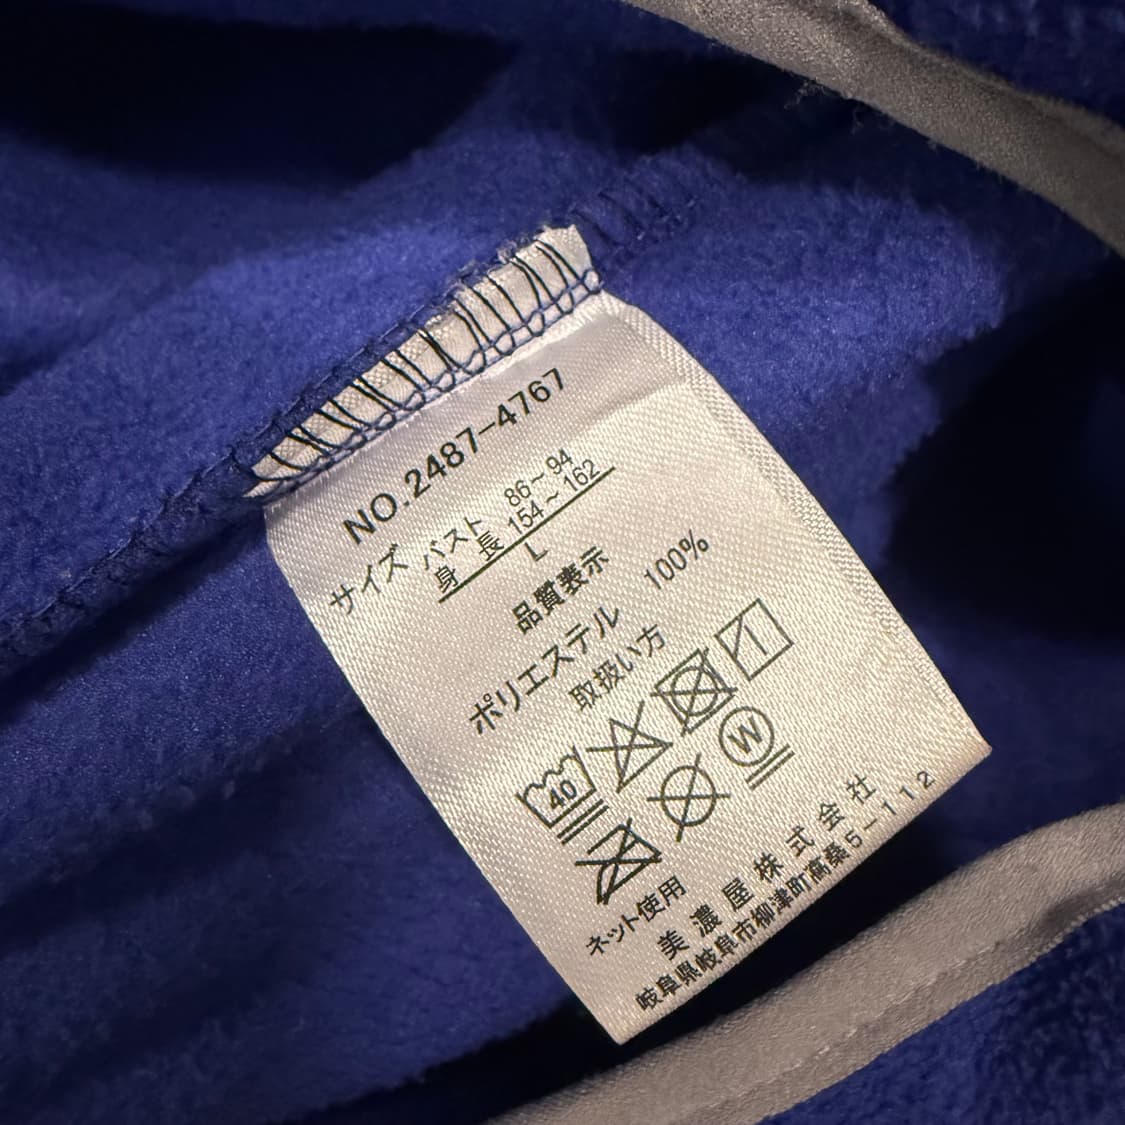 NO.2487-4767
サイズ バスト 86~94
身長 154~162
L
品質表示
ポリエステル 100%
取扱い方
1
40
W
ネット使用
美濃屋株式会社
岐阜県岐阜市柳津町高桑5-112